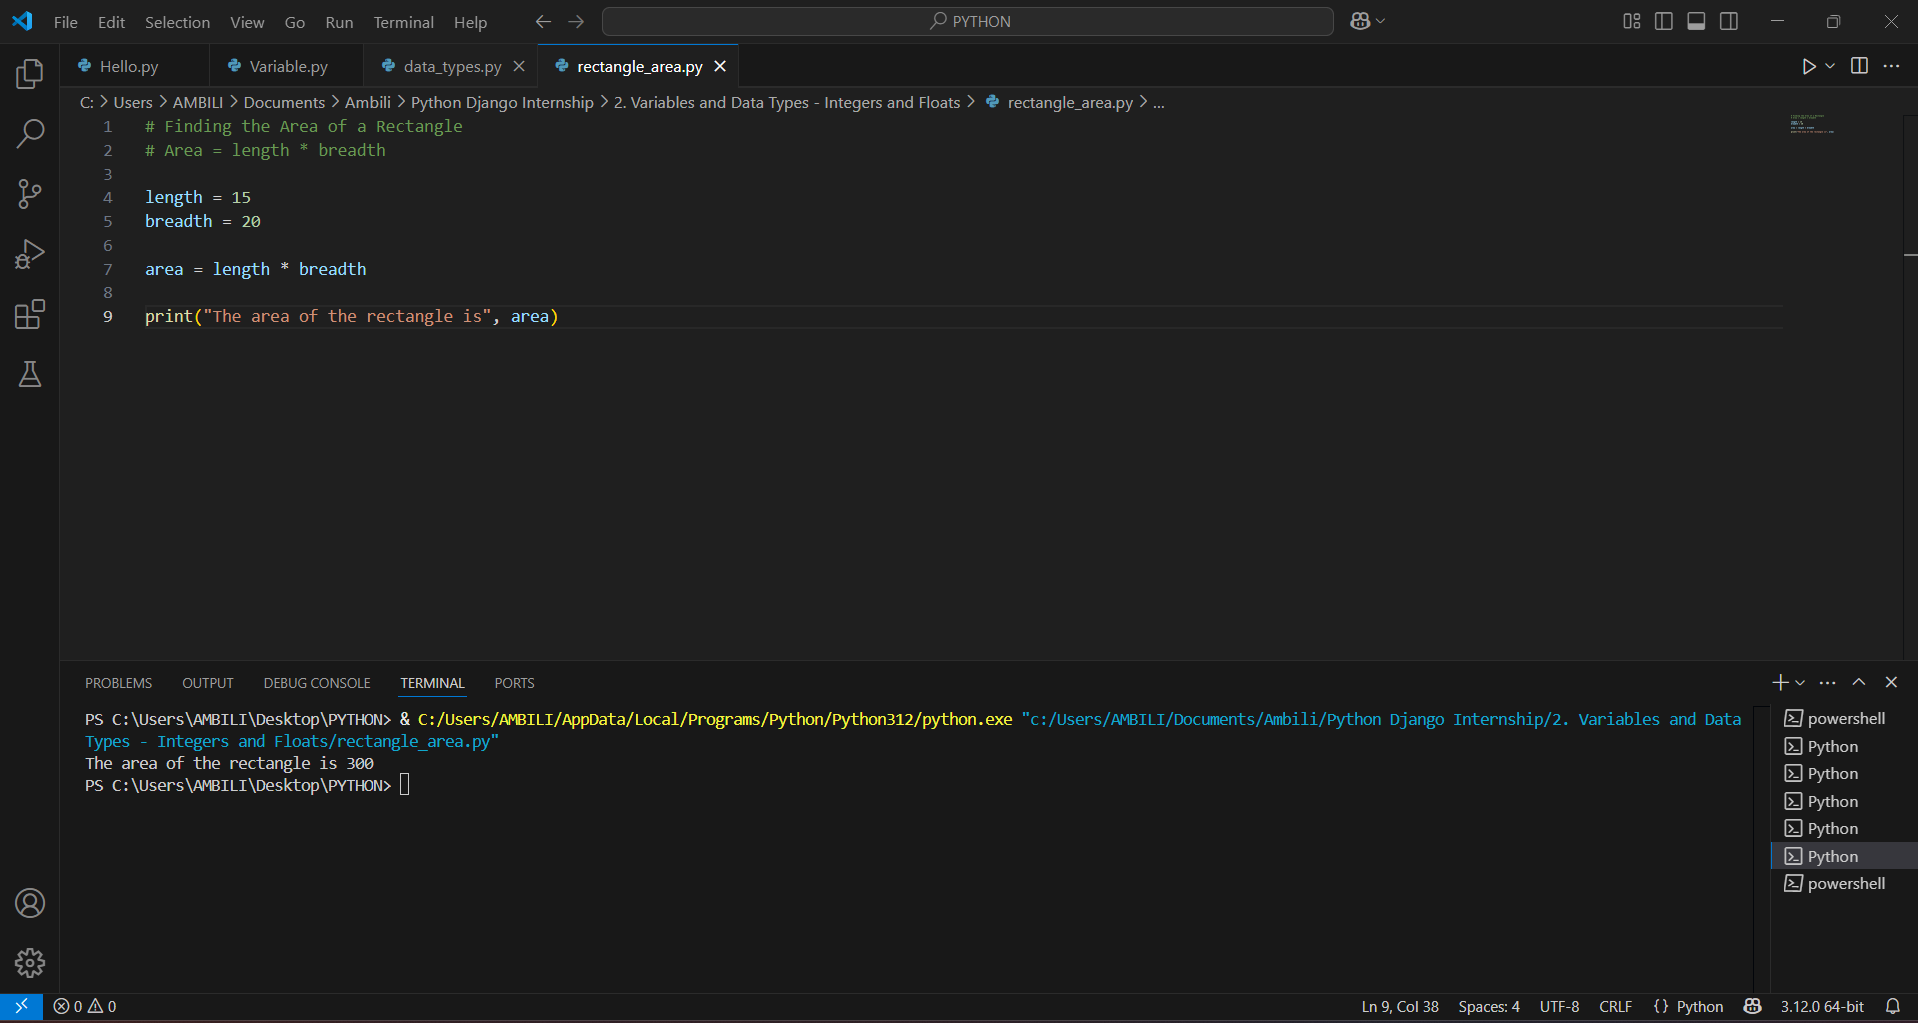 File Edit Selection View Go Run Terminal Help PYTHON
Hello.py Variable.py data_types.py rectangle_area.py
C: > Users > AMBILI > Documents > Ambili > Python Django Internship > 2. Variables and Data Types - Integers and Floats > rectangle_area.py > ...
1 # Finding the Area of a Rectangle
2 # Area = length * breadth
3
4 length = 15
5 breadth = 20
6
7 area = length * breadth
8
9 print("The area of the rectangle is", area)
PROBLEMS OUTPUT DEBUG CONSOLE TERMINAL PORTS
PS C:\Users\AMBILI\Desktop\PYTHON> & C:/Users/AMBILI/AppData/Local/Programs/Python/Python312/python.exe "c:/Users/AMBILI/Documents/Ambili/Python Django Internship/2. Variables and Data
Types - Integers and Floats/rectangle_area.py"
The area of the rectangle is 300
PS C:\Users\AMBILI\Desktop\PYTHON>
powershell
Python
Python
Python
Python
Python
powershell
0 0 Ln 9, Col 38 Spaces: 4 UTF-8 CRLF {} Python 3.12.0 64-bit